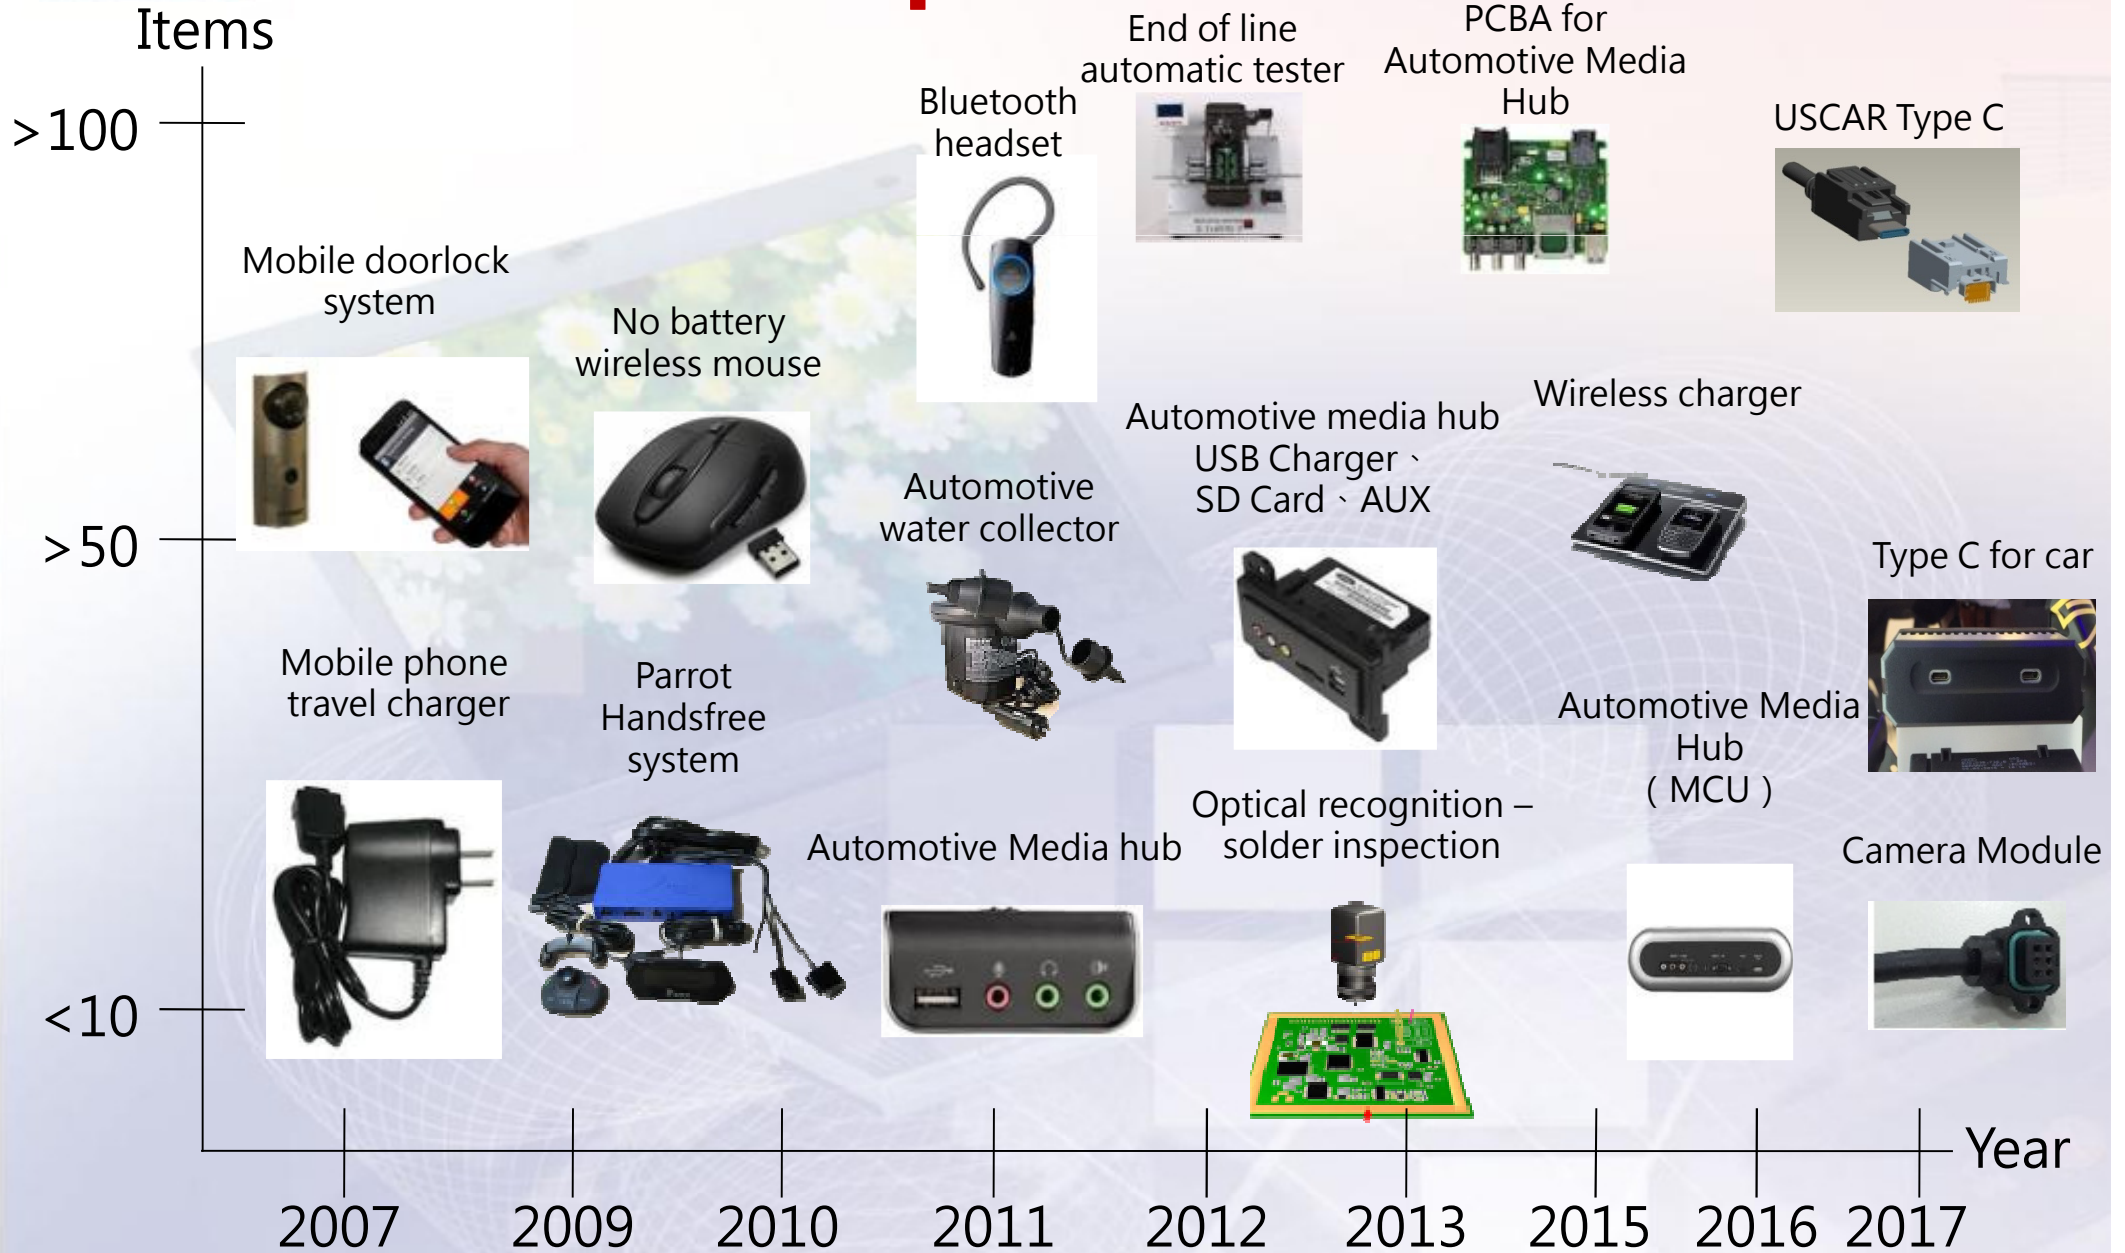 Items
>100
>50
<10
End of line
automatic tester
PCBA for
Automotive Media
Hub
Bluetooth
headset
USCAR Type C
Mobile doorlock
system
No battery
wireless mouse
Automotive media hub
USB Charger、
SD Card、AUX
Wireless charger
Automotive
water collector
Type C for car
Mobile phone
travel charger
Parrot
Handsfree
system
Automotive Media
Hub
( MCU )
Automotive Media hub
Optical recognition –
solder inspection
Camera Module
Year
2007 2009 2010 2011 2012 2013 2015 2016 2017